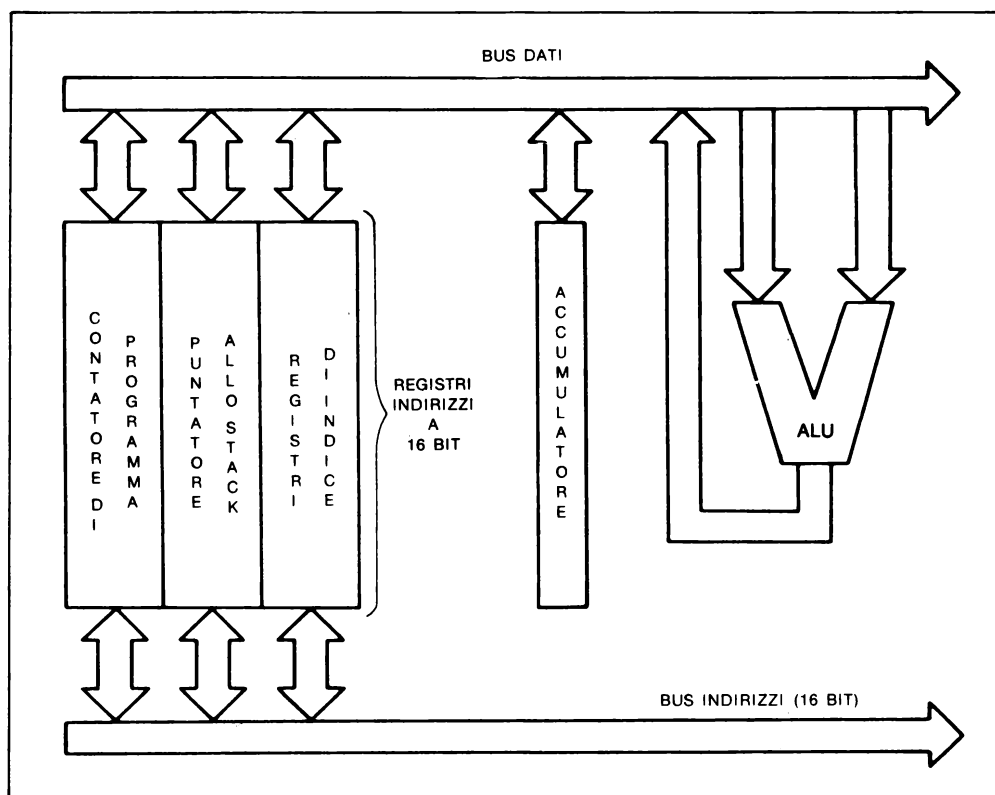 BUS DATI
CONTATORE DI
PROGRAMMA
PUNTATORE
ALLO STACK
REGISTRI
DI INDICE
REGISTRI
INDIRIZZI
A
16 BIT
ACCUMULATORE
ALU
BUS INDIRIZZI (16 BIT)